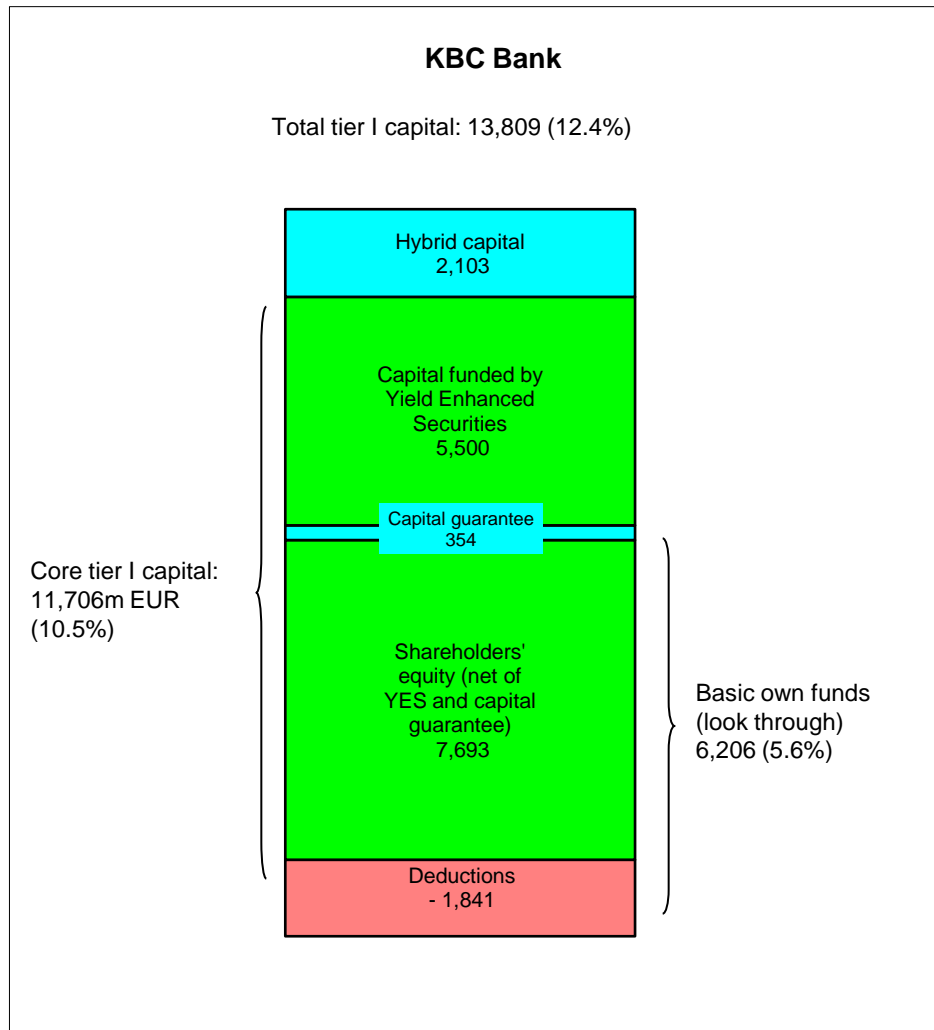 KBC Bank
Total tier I capital: 13,809 (12.4%)
Hybrid capital
2,103
Capital funded by
Yield Enhanced
Securities
5,500
Capital guarantee
354
Core tier I capital:
11,706m EUR
(10.5%)
Shareholders'
equity (net of
YES and capital
guarantee)
7,693
Basic own funds
(look through)
6,206 (5.6%)
Deductions
- 1,841